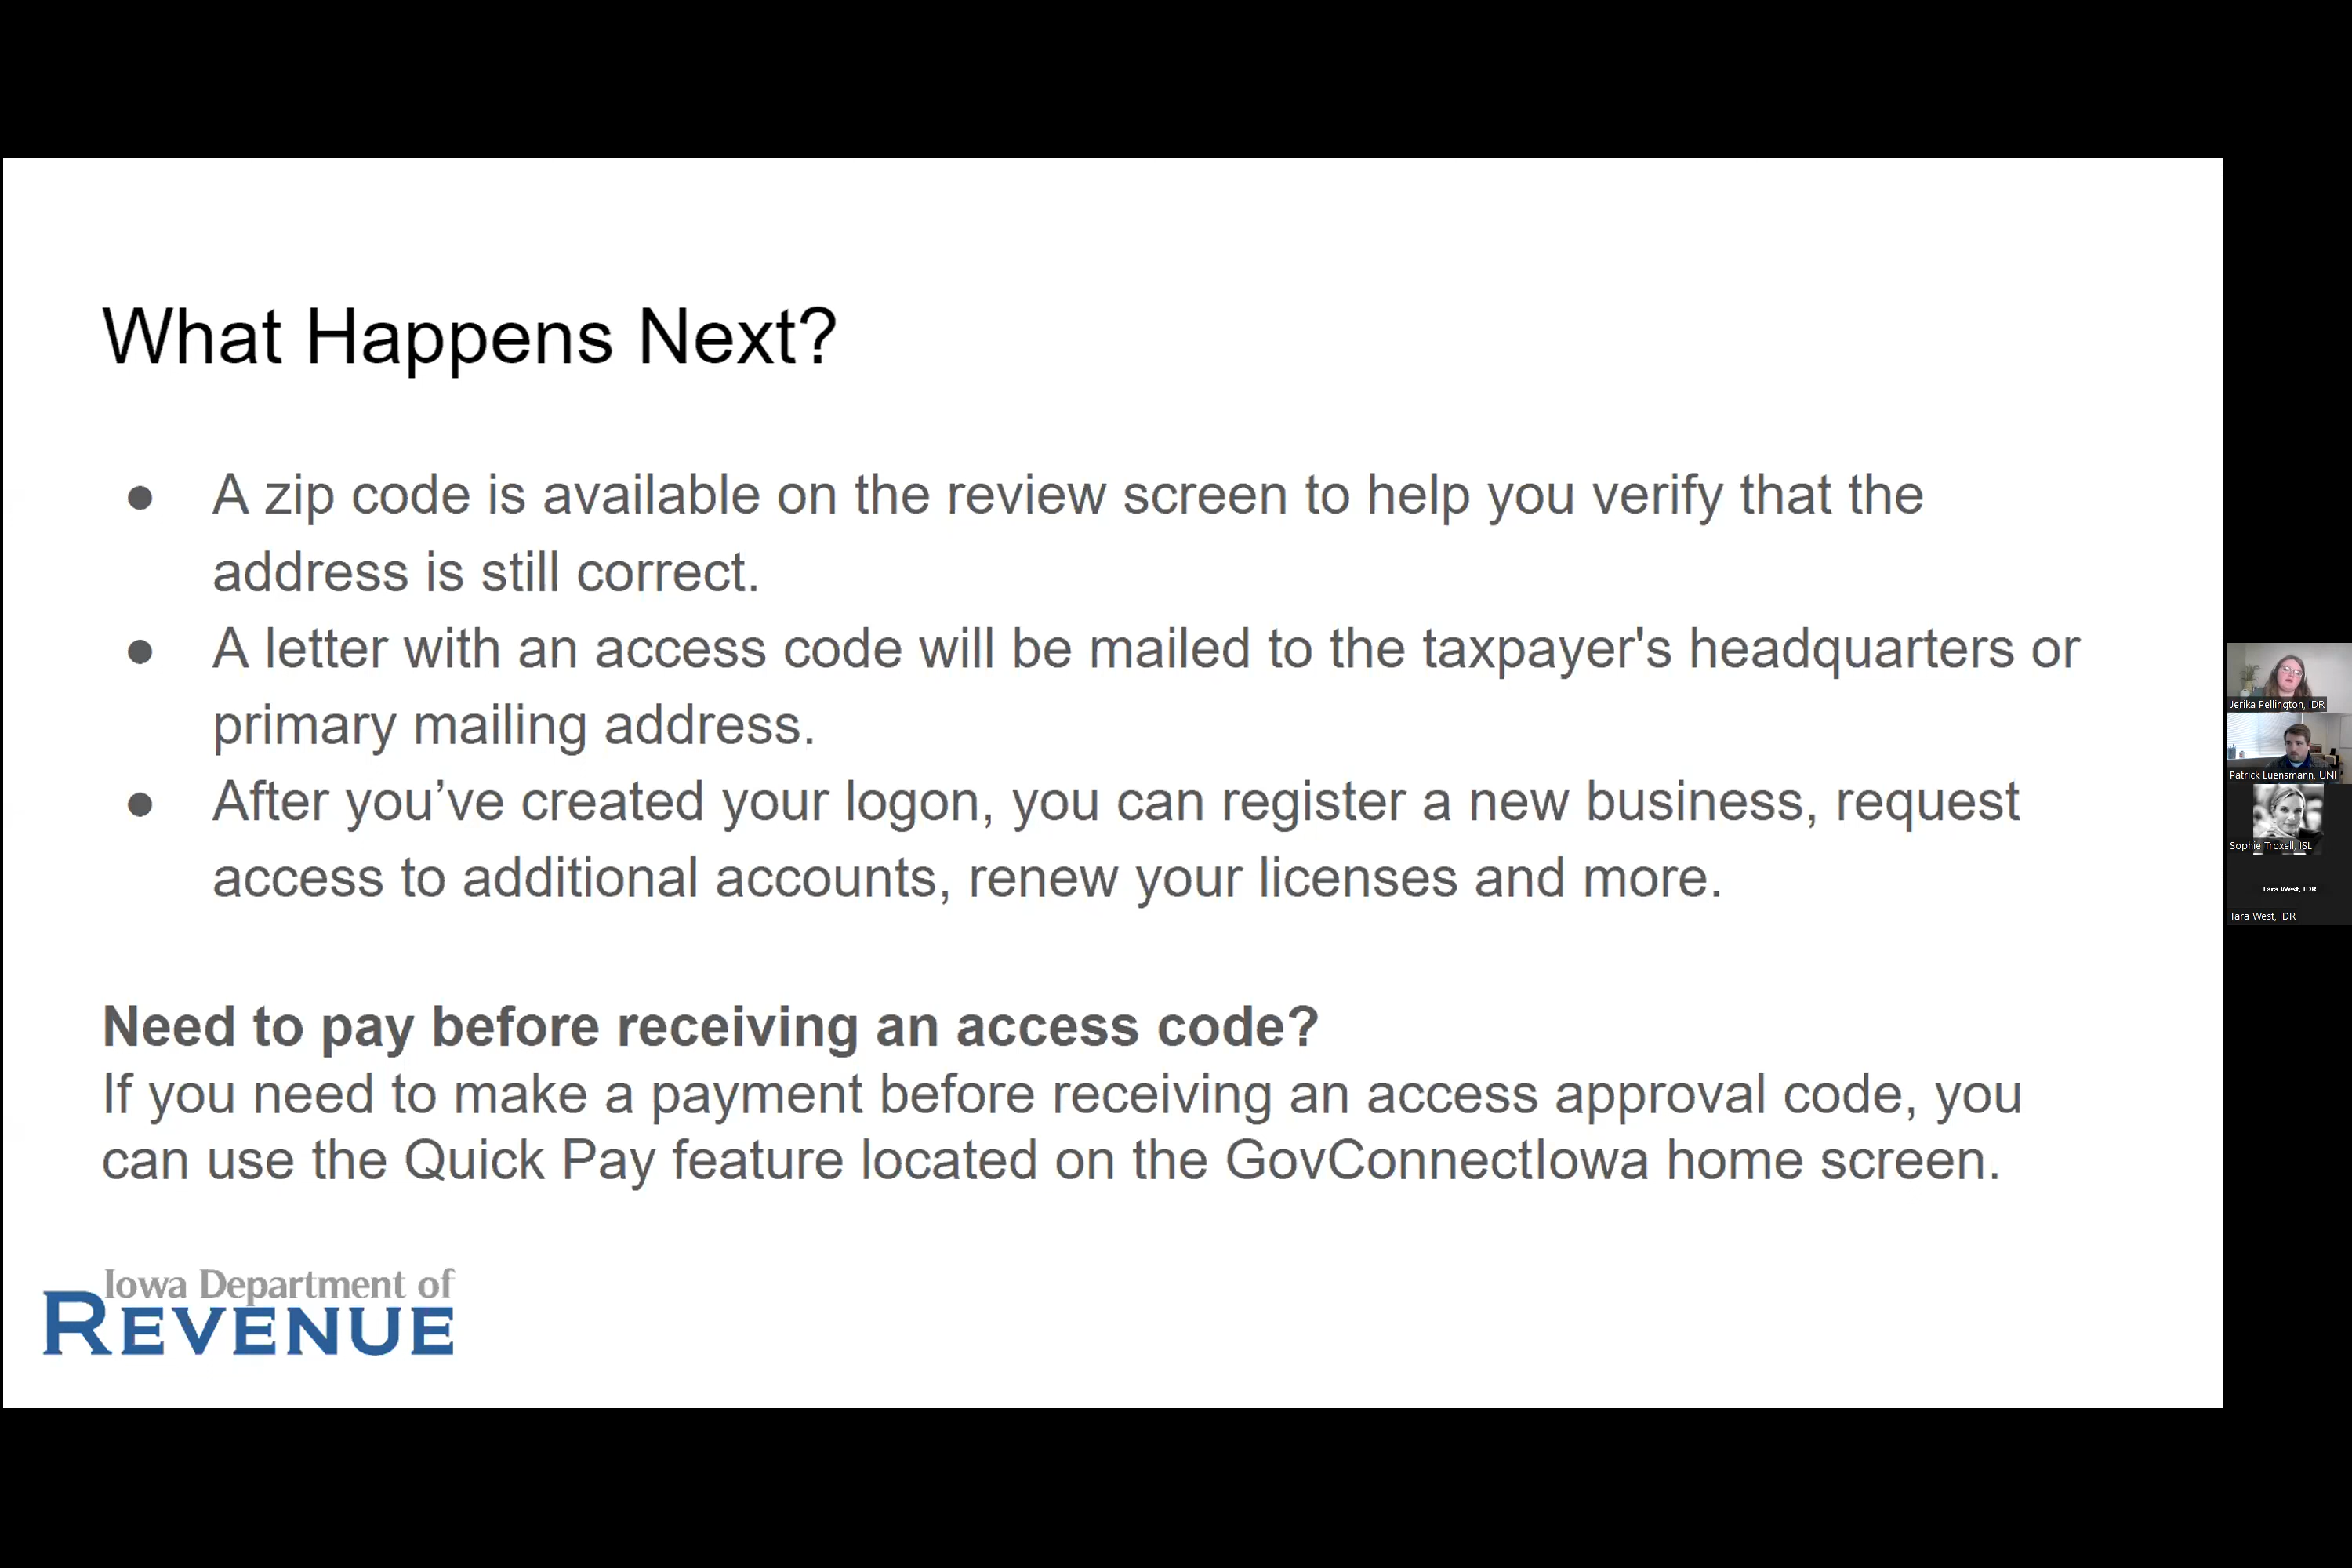 What Happens Next?
● A zip code is available on the review screen to help you verify that the
address is still correct.
● A letter with an access code will be mailed to the taxpayer's headquarters or
primary mailing address.
● After you’ve created your logon, you can register a new business, request
access to additional accounts, renew your licenses and more.
Need to pay before receiving an access code?
If you need to make a payment before receiving an access approval code, you
can use the Quick Pay feature located on the GovConnectIowa home screen.
Iowa Department of
REVENUE
Jerika Pellington, IDR
Patrick Luensmann, UNI
Sophie Troxell, ISL
Tara West, IDR
Tara West, IDR